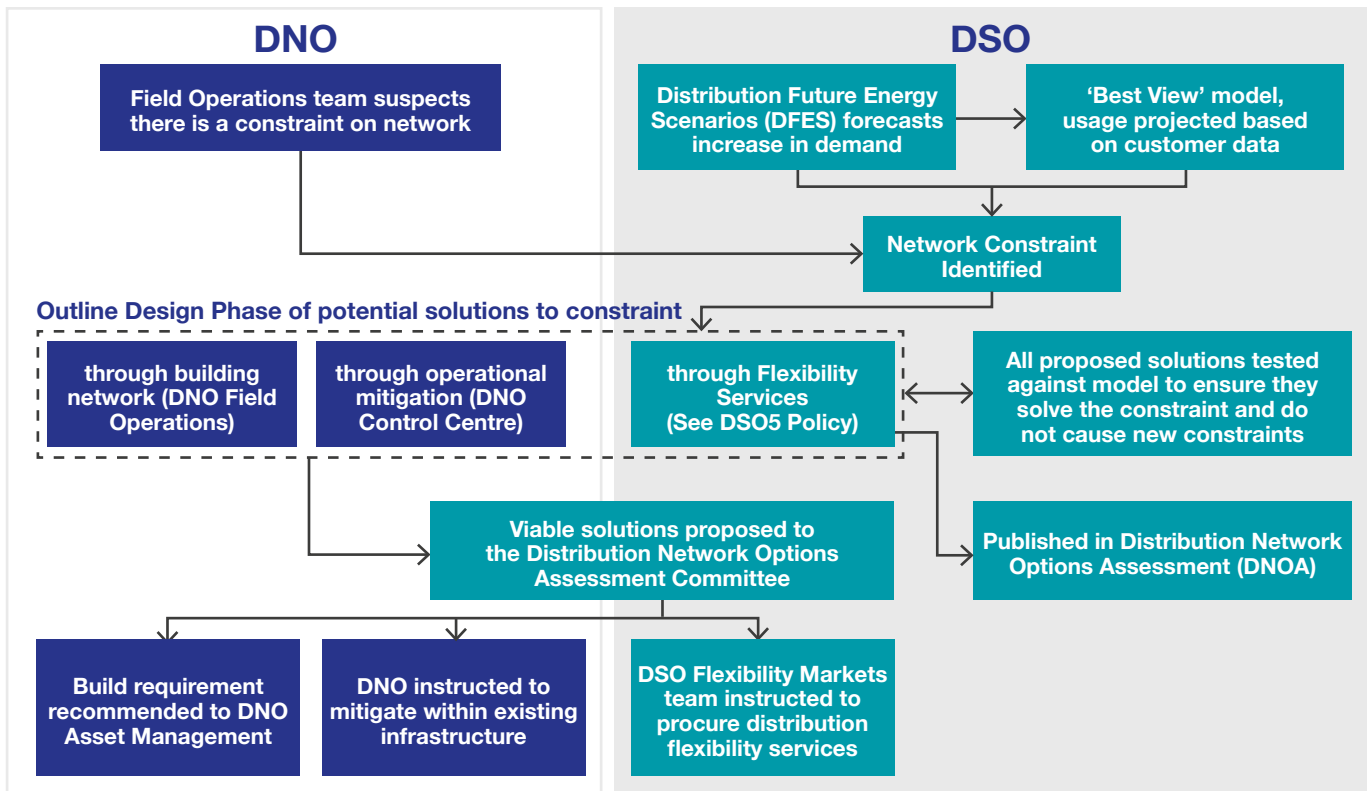 DNO
DSO
Field Operations team suspects
there is a constraint on network
Distribution Future Energy
Scenarios (DFES) forecasts
increase in demand
‘Best View’ model,
usage projected based
on customer data
Network Constraint
Identified
Outline Design Phase of potential solutions to constraint
through building
network (DNO Field
Operations)
through operational
mitigation (DNO
Control Centre)
through Flexibility
Services
(See DSO5 Policy)
All proposed solutions tested
against model to ensure they
solve the constraint and do
not cause new constraints
Viable solutions proposed to
the Distribution Network Options
Assessment Committee
Published in Distribution Network
Options Assessment (DNOA)
Build requirement
recommended to DNO
Asset Management
DNO instructed to
mitigate within existing
infrastructure
DSO Flexibility Markets
team instructed to
procure distribution
flexibility services